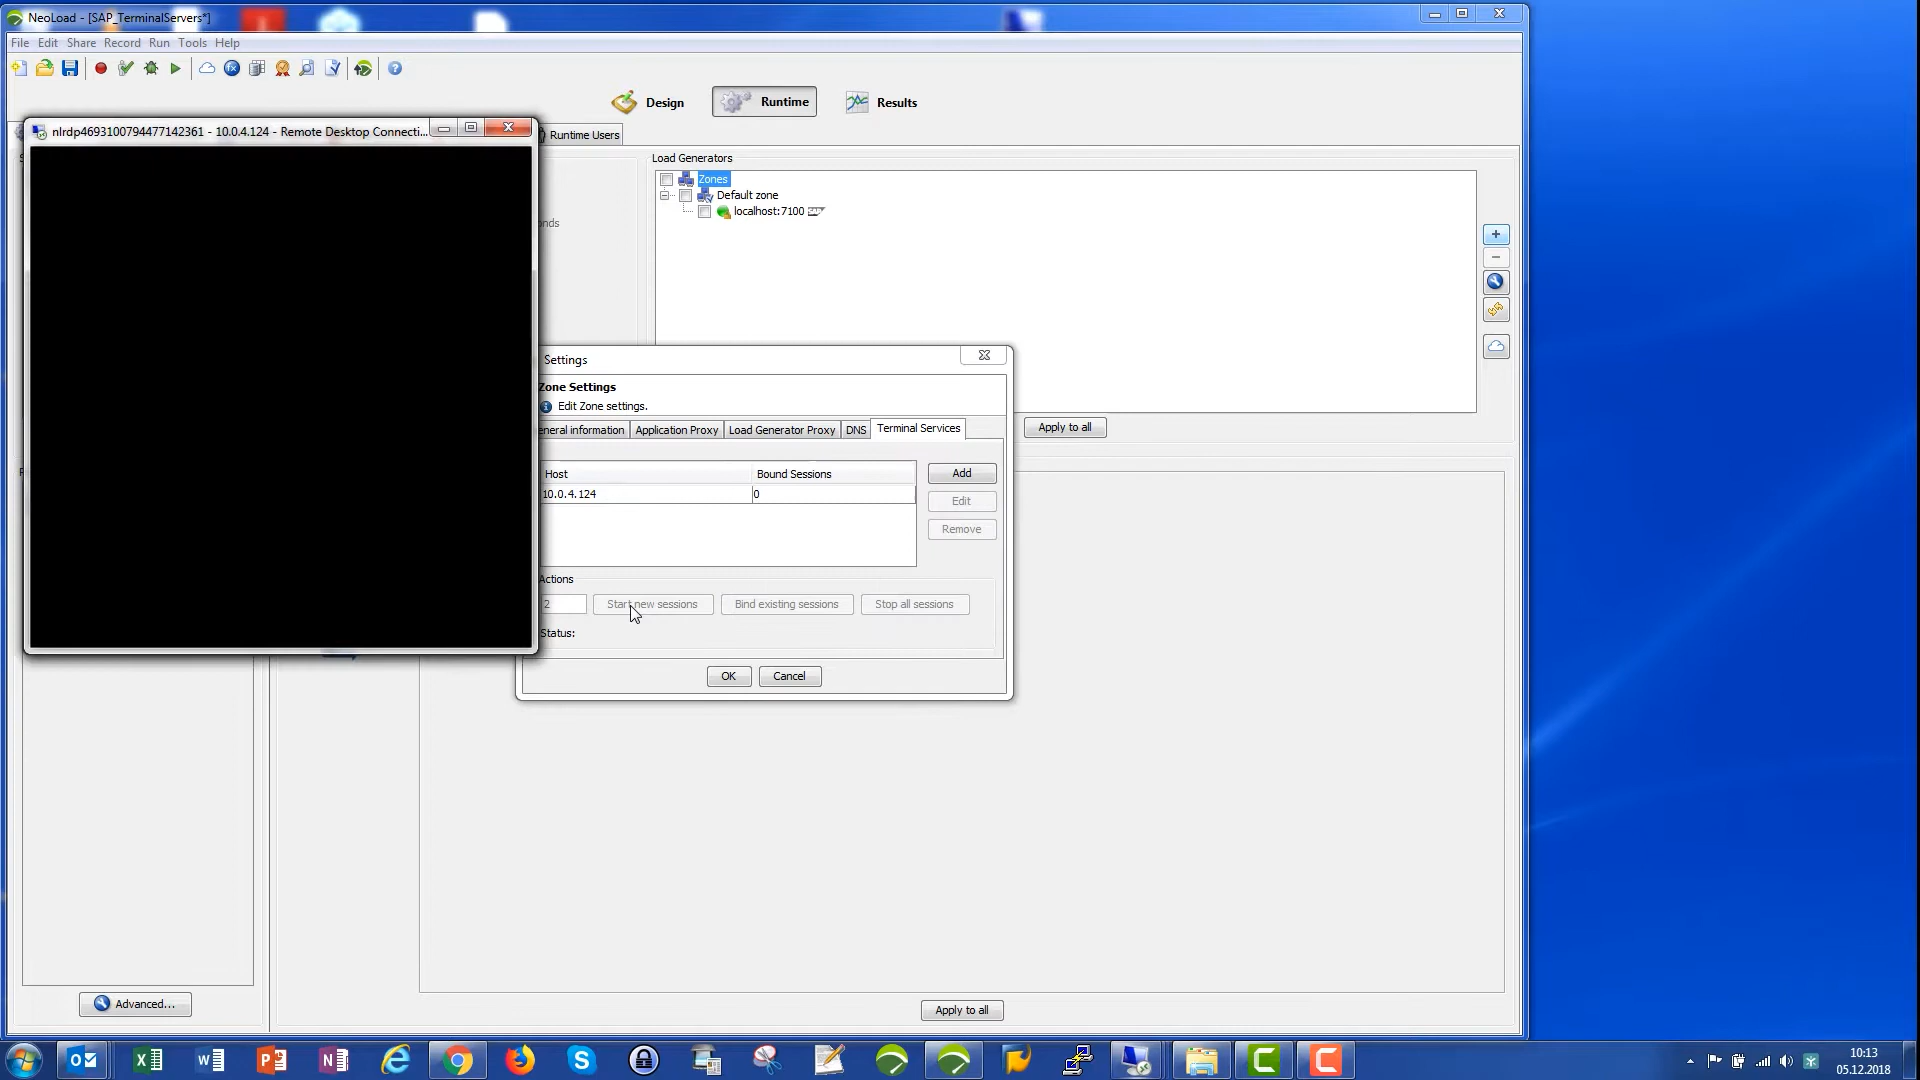 NeoLoad - [SAP_TerminalServers*]
File Edit Share Record Run Tools Help
Design Runtime Results
nlrdp4693100794477142361 - 10.0.4.124 - Remote Desktop Connecti...
Runtime Users
Load Generators
Zones
Default zone
localhost:7100
onds
Settings
Zone Settings
Edit Zone settings.
eneral information Application Proxy Load Generator Proxy DNS Terminal Services
Apply to all
Host Bound Sessions
10.0.4.124 0
Add
Edit
Remove
Actions
2 Start new sessions Bind existing sessions Stop all sessions
Status:
OK Cancel
Advanced...
Apply to all
10:13
05.12.2018